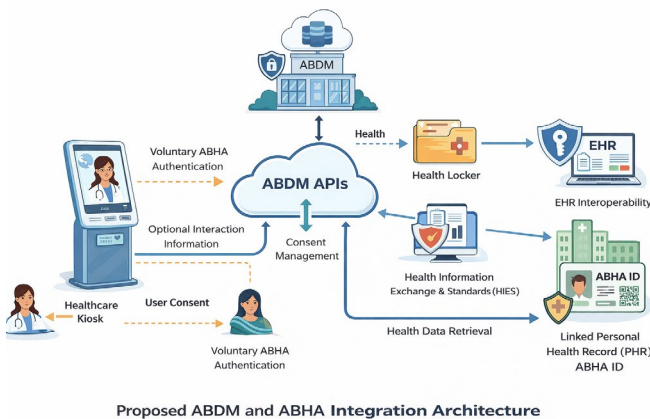 ABDM
Health
Voluntary ABHA
Authentication
ABDM APIs
Health Locker
EHR
EHR Interoperability
Optional Interaction
Information
Consent
Management
Health Information
Exchange & Standards (HIES)
ABHA ID
Healthcare
Kiosk
User Consent
Voluntary ABHA
Authentication
Health Data Retrieval
Linked Personal
Health Record (PHR)
ABHA ID
Proposed ABDM and ABHA Integration Architecture